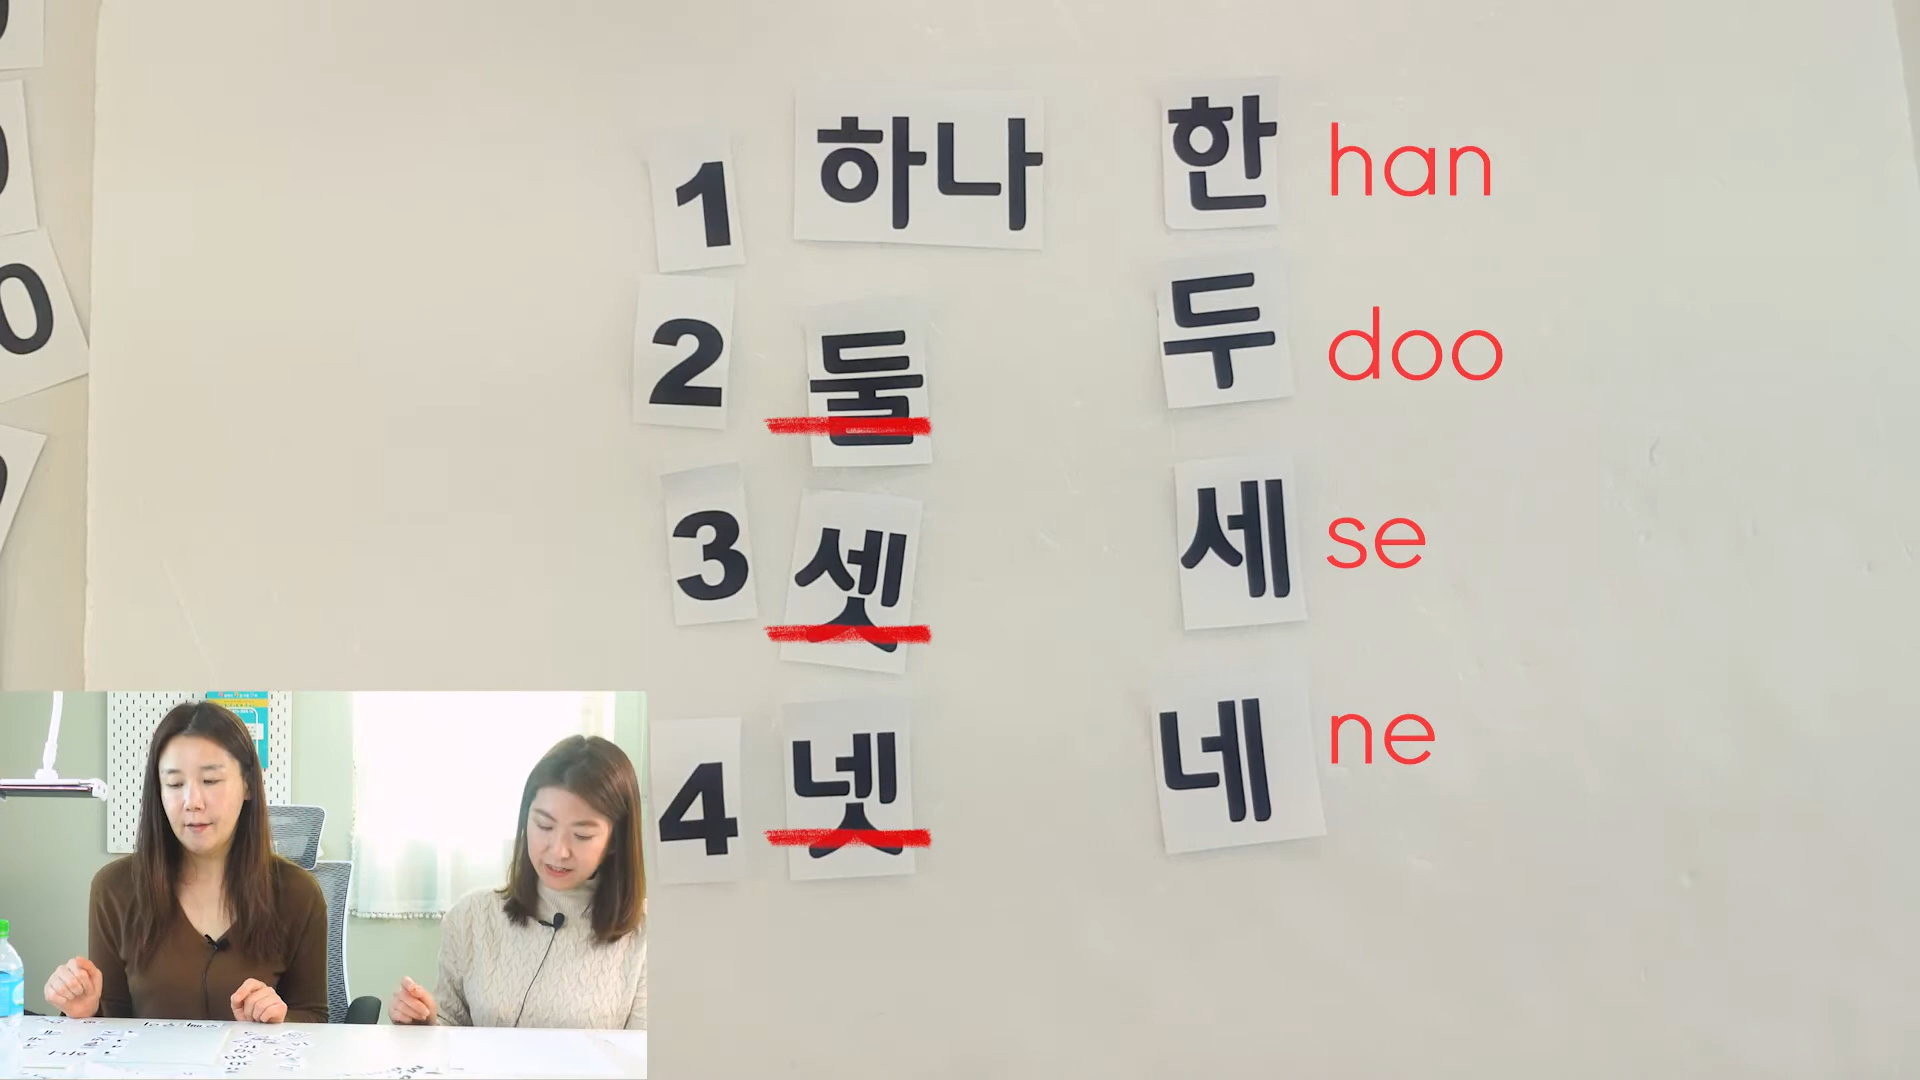 1 하나 한 han
2 둘 두 doo
3 셋 세 se
4 넷 네 ne